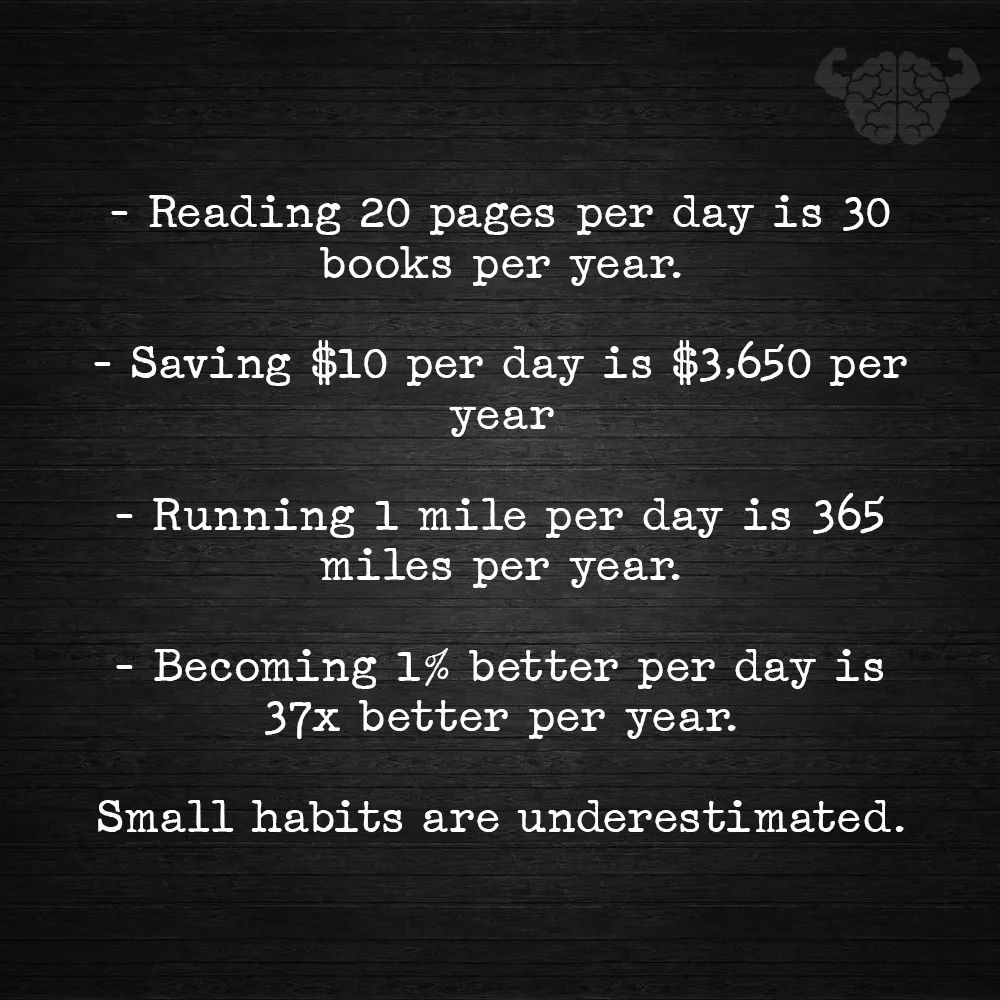 - Reading 20 pages per day is 30
books per year.
- Saving $10 per day is $3,650 per
year
- Running 1 mile per day is 365
miles per year.
- Becoming 1% better per day is
37x better per year.
Small habits are underestimated.